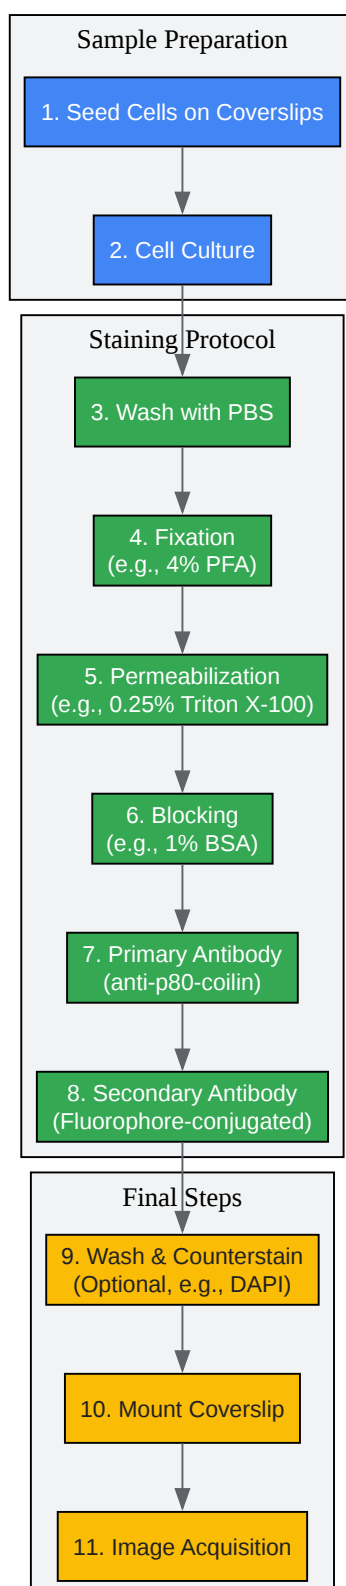 Sample Preparation
1. Seed Cells on Coverslips
2. Cell Culture
Staining Protocol
3. Wash with PBS
4. Fixation
(e.g., 4% PFA)
5. Permeabilization
(e.g., 0.25% Triton X-100)
6. Blocking
(e.g., 1% BSA)
7. Primary Antibody
(anti-p80-coilin)
8. Secondary Antibody
(Fluorophore-conjugated)
Final Steps
9. Wash & Counterstain
(Optional, e.g., DAPI)
10. Mount Coverslip
11. Image Acquisition